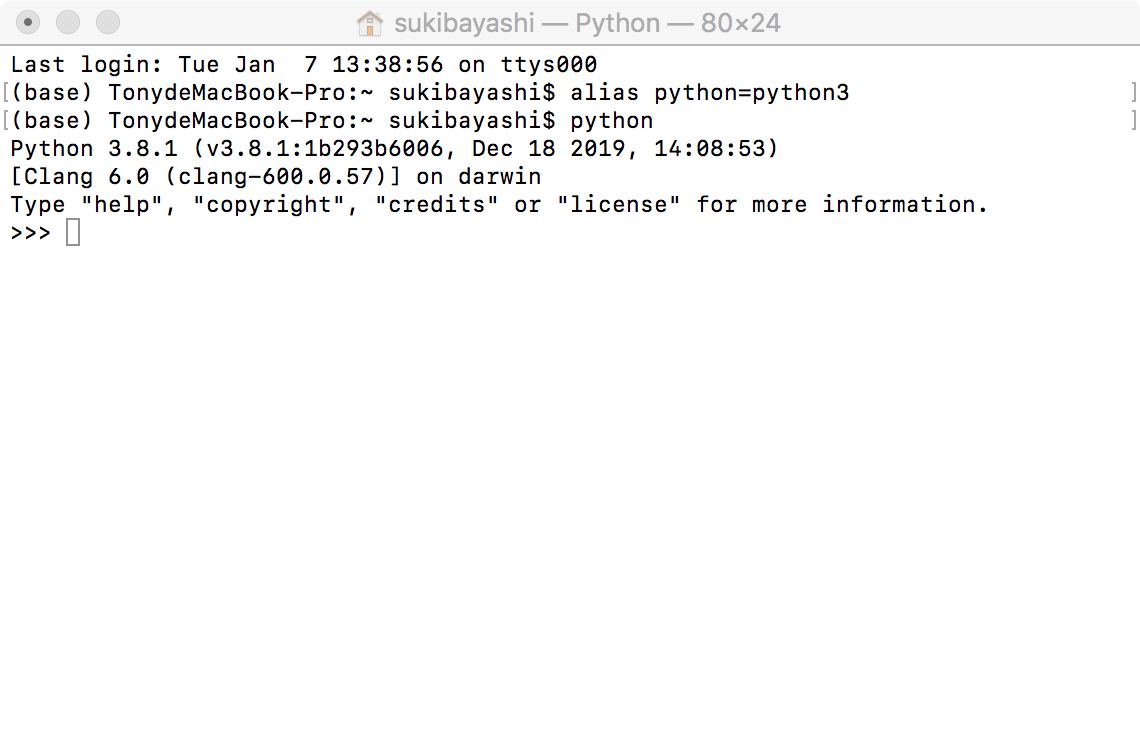 sukibayashi — Python — 80×24
Last login: Tue Jan  7 13:38:56 on ttys000
[(base) TonydeMacBook-Pro:~ sukibayashi$ alias python=python3 ]
[(base) TonydeMacBook-Pro:~ sukibayashi$ python ]
Python 3.8.1 (v3.8.1:1b293b6006, Dec 18 2019, 14:08:53)
[Clang 6.0 (clang-600.0.57)] on darwin
Type "help", "copyright", "credits" or "license" for more information.
>>>